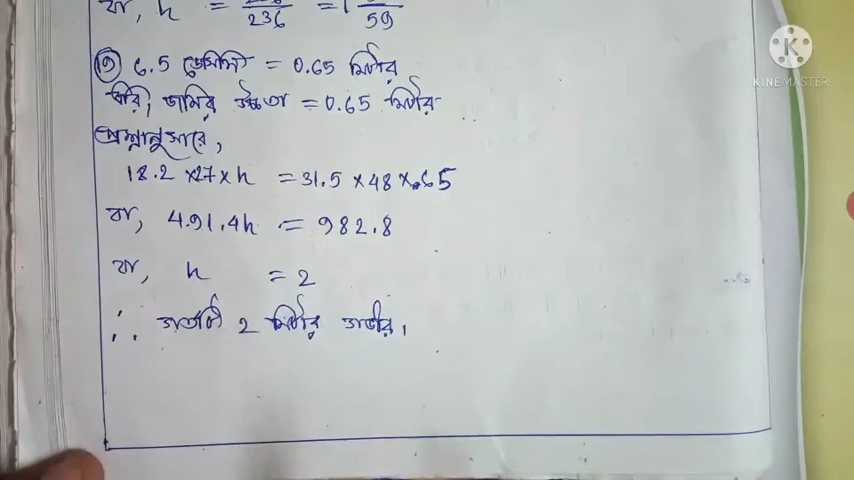 বা, h = 236 = 1 59
(19) 6.5 ডেসিমি = 0.65 মিটার
ধরি, জমির উচ্চতা = 0.65 মিটার
প্রশ্নানুসারে,
18.2 × 27 × h = 31.5 × 48 × .65
বা, 491.4h = 982.8
বা, h = 2
∴ গর্তটি 2 মিটার গভীর।
KINEMASTER